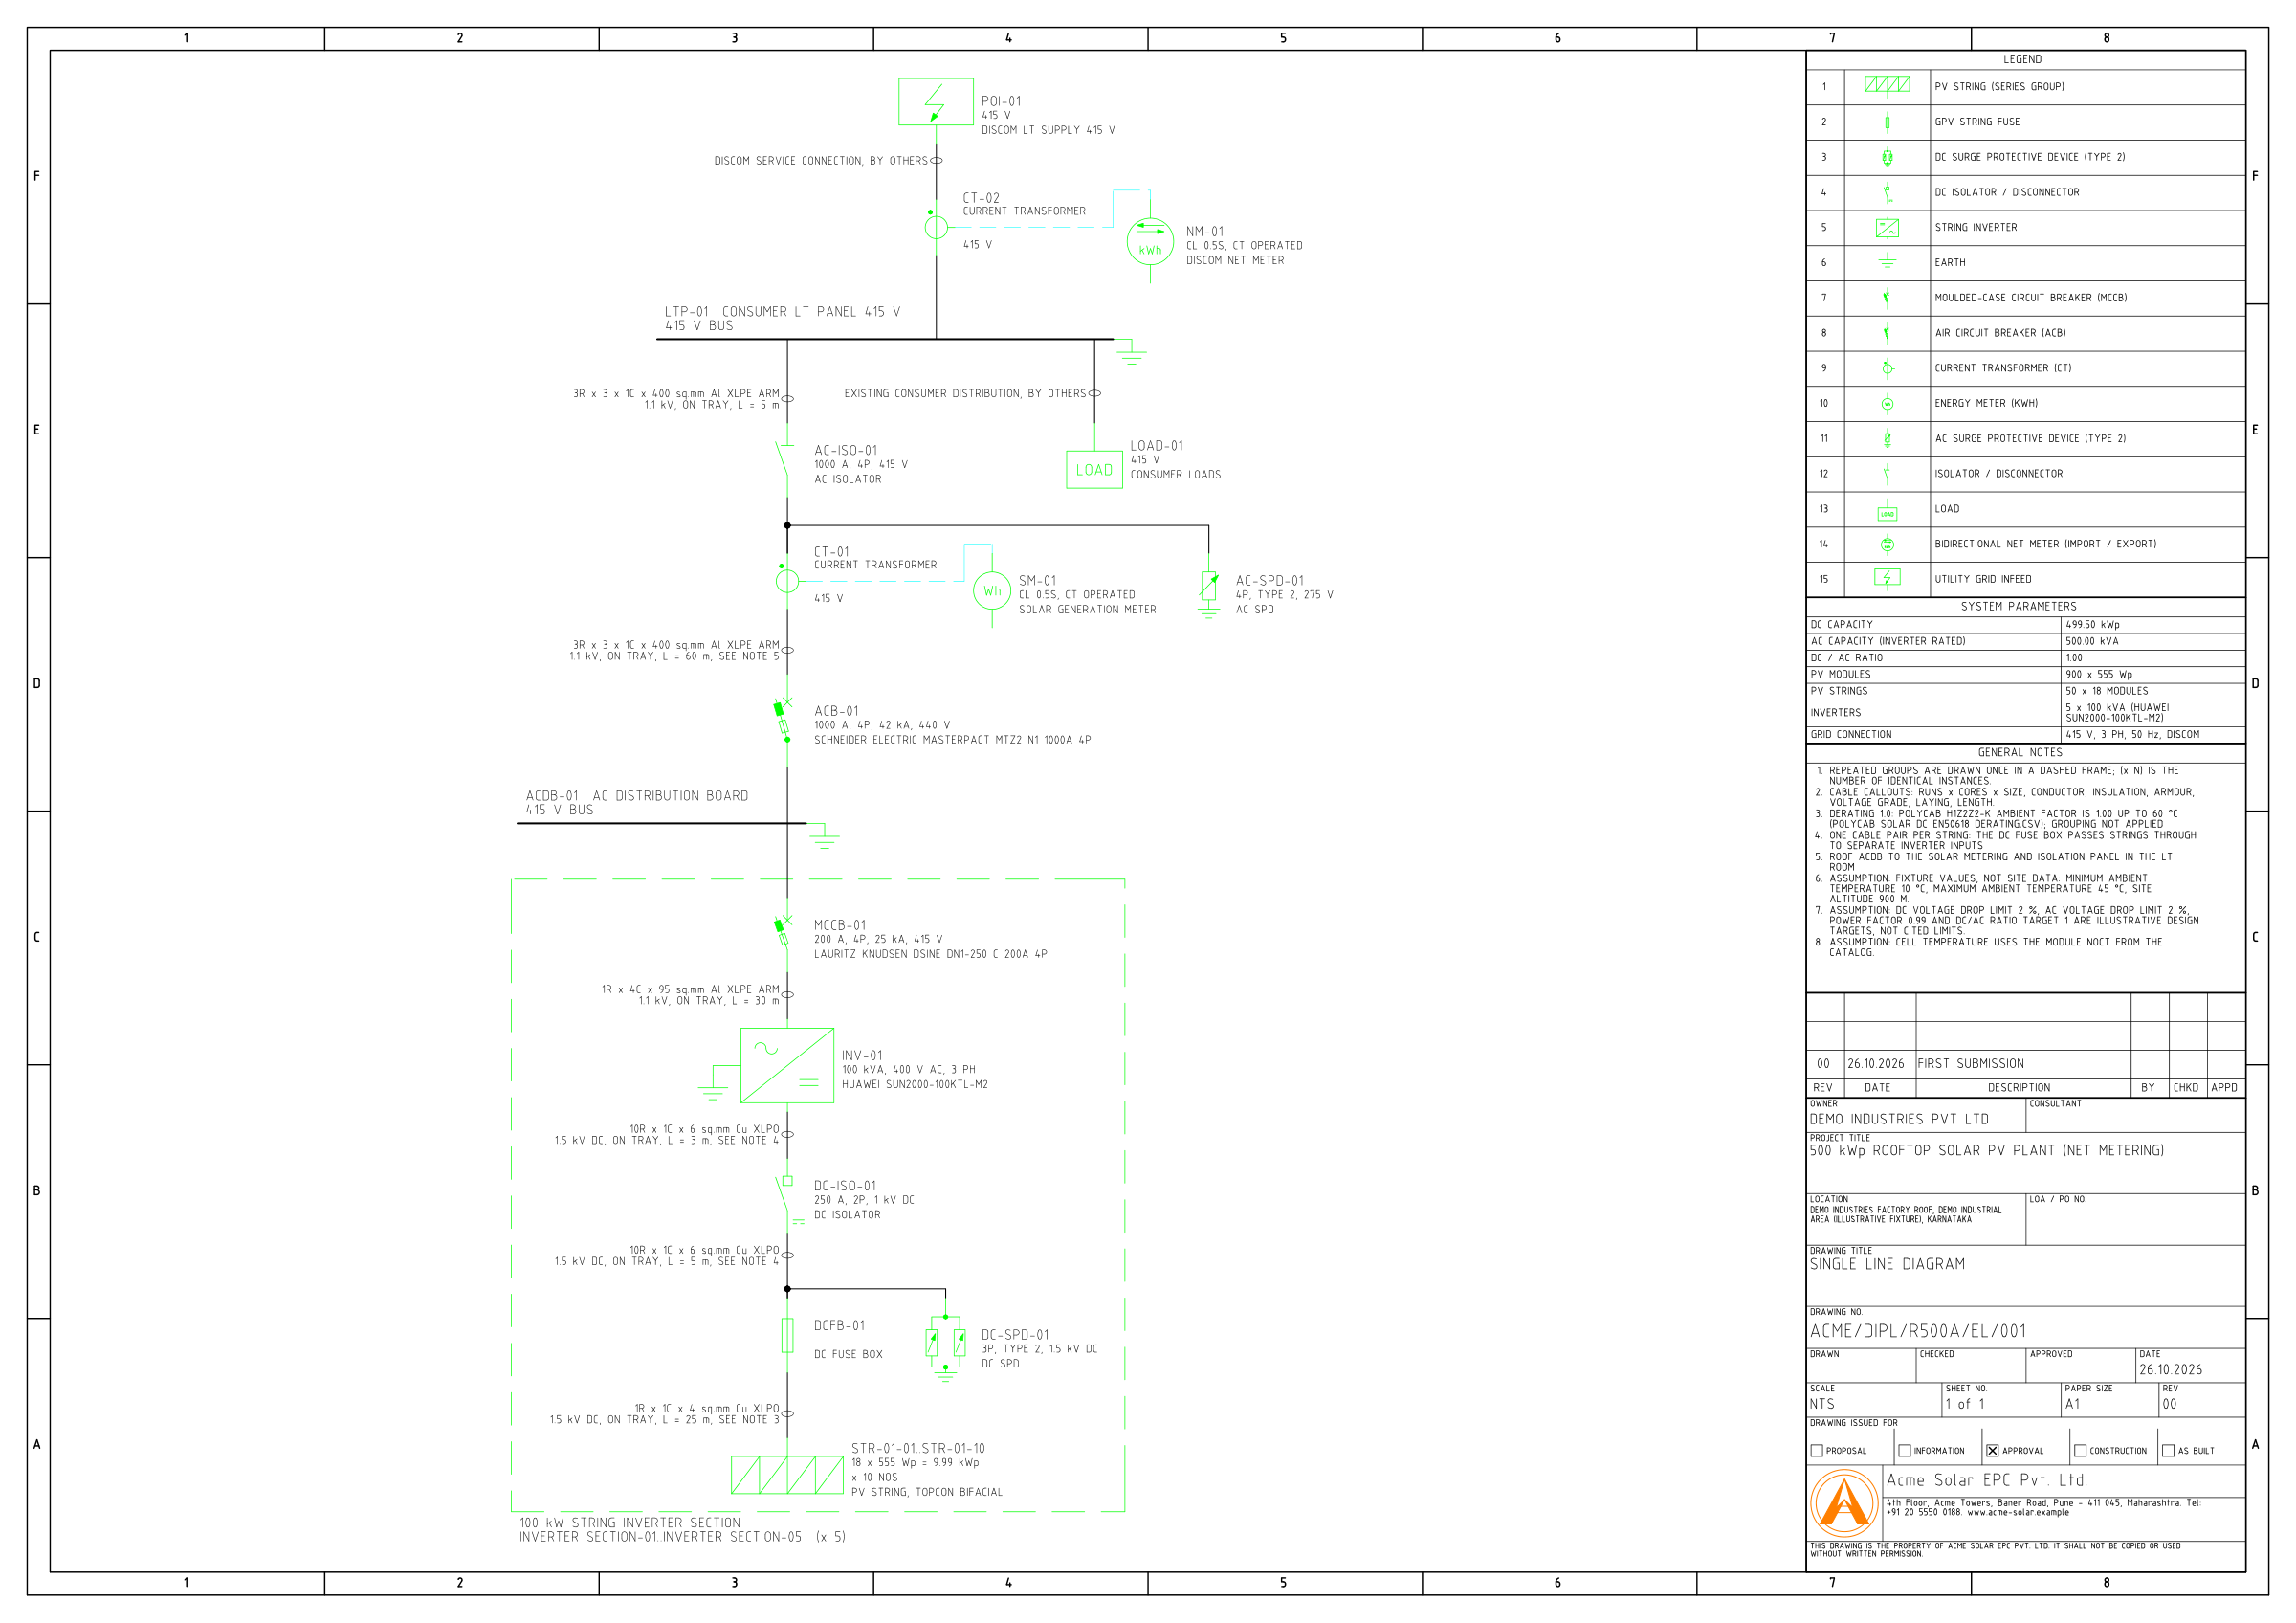 1 2 3 4 5 6 7 8
F
E
D
C
B
A
POI-01
415 V
DISCOM LT SUPPLY 415 V
DISCOM SERVICE CONNECTION, BY OTHERS
CT-02
CURRENT TRANSFORMER
415 V
kWh
NM-01
CL 0.5S, CT OPERATED
DISCOM NET METER
LTP-01 CONSUMER LT PANEL 415 V
415 V BUS
3R x 3 x 1C x 400 sq.mm Al XLPE ARM
1.1 kV, ON TRAY, L = 5 m
EXISTING CONSUMER DISTRIBUTION, BY OTHERS
AC-ISO-01
1000 A, 4P, 415 V
AC ISOLATOR
LOAD
LOAD-01
415 V
CONSUMER LOADS
CT-01
CURRENT TRANSFORMER
415 V
Wh
SM-01
CL 0.5S, CT OPERATED
SOLAR GENERATION METER
AC-SPD-01
4P, TYPE 2, 275 V
AC SPD
3R x 3 x 1C x 400 sq.mm Al XLPE ARM
1.1 kV, ON TRAY, L = 60 m, SEE NOTE 5
ACB-01
1000 A, 4P, 42 kA, 440 V
SCHNEIDER ELECTRIC MASTERPACT MTZ2 N1 1000A 4P
ACDB-01 AC DISTRIBUTION BOARD
415 V BUS
MCCB-01
200 A, 4P, 25 kA, 415 V
LAURITZ KNUDSEN DSINE DN1-250 C 200A 4P
1R x 4C x 95 sq.mm Al XLPE ARM
1.1 kV, ON TRAY, L = 30 m
INV-01
100 kVA, 400 V AC, 3 PH
HUAWEI SUN2000-100KTL-M2
10R x 1C x 6 sq.mm Cu XLPO
1.5 kV DC, ON TRAY, L = 3 m, SEE NOTE 4
DC-ISO-01
250 A, 2P, 1 kV DC
DC ISOLATOR
10R x 1C x 6 sq.mm Cu XLPO
1.5 kV DC, ON TRAY, L = 5 m, SEE NOTE 4
DCFB-01
DC FUSE BOX
DC-SPD-01
3P, TYPE 2, 1.5 kV DC
DC SPD
1R x 1C x 4 sq.mm Cu XLPO
1.5 kV DC, ON TRAY, L = 25 m, SEE NOTE 3
STR-01-01..STR-01-10
18 x 555 Wp = 9.99 kWp
x 10 NOS
PV STRING, TOPCON BIFACIAL
100 kW STRING INVERTER SECTION
INVERTER SECTION-01..INVERTER SECTION-05 (x 5)
LEGEND
1 PV STRING (SERIES GROUP)
2 GPV STRING FUSE
3 DC SURGE PROTECTIVE DEVICE (TYPE 2)
4 DC ISOLATOR / DISCONNECTOR
5 STRING INVERTER
6 EARTH
7 MOULDED-CASE CIRCUIT BREAKER (MCCB)
8 AIR CIRCUIT BREAKER (ACB)
9 CURRENT TRANSFORMER (CT)
10 ENERGY METER (KWH)
11 AC SURGE PROTECTIVE DEVICE (TYPE 2)
12 ISOLATOR / DISCONNECTOR
13 LOAD LOAD
14 BIDIRECTIONAL NET METER (IMPORT / EXPORT)
15 UTILITY GRID INFEED
SYSTEM PARAMETERS
DC CAPACITY 499.50 kWp
AC CAPACITY (INVERTER RATED) 500.00 kVA
DC / AC RATIO 1.00
PV MODULES 900 x 555 Wp
PV STRINGS 50 x 18 MODULES
INVERTERS 5 x 100 kVA (HUAWEI
SUN2000-100KTL-M2)
GRID CONNECTION 415 V, 3 PH, 50 Hz, DISCOM
GENERAL NOTES
1. REPEATED GROUPS ARE DRAWN ONCE IN A DASHED FRAME; (x N) IS THE
NUMBER OF IDENTICAL INSTANCES.
2. CABLE CALLOUTS: RUNS x CORES x SIZE, CONDUCTOR, INSULATION, ARMOUR,
VOLTAGE GRADE, LAYING, LENGTH.
3. DERATING 1.0: POLYCAB H1Z2Z2-K AMBIENT FACTOR IS 1.00 UP TO 60 °C
(POLYCAB SOLAR DC EN50618 DERATING.CSV); GROUPING NOT APPLIED
4. ONE CABLE PAIR PER STRING: THE DC FUSE BOX PASSES STRINGS THROUGH
TO SEPARATE INVERTER INPUTS
5. ROOF ACDB TO THE SOLAR METERING AND ISOLATION PANEL IN THE LT
ROOM
6. ASSUMPTION: FIXTURE VALUES, NOT SITE DATA: MINIMUM AMBIENT
TEMPERATURE 10 °C, MAXIMUM AMBIENT TEMPERATURE 45 °C, SITE
ALTITUDE 900 M.
7. ASSUMPTION: DC VOLTAGE DROP LIMIT 2 %, AC VOLTAGE DROP LIMIT 2 %,
POWER FACTOR 0.99 AND DC/AC RATIO TARGET 1 ARE ILLUSTRATIVE DESIGN
TARGETS, NOT CITED LIMITS.
8. ASSUMPTION: CELL TEMPERATURE USES THE MODULE NOCT FROM THE
CATALOG.
00 26.10.2026 FIRST SUBMISSION
REV DATE DESCRIPTION BY CHKD APPD
OWNER CONSULTANT
DEMO INDUSTRIES PVT LTD
PROJECT TITLE
500 kWp ROOFTOP SOLAR PV PLANT (NET METERING)
LOCATION LOA / PO NO.
DEMO INDUSTRIES FACTORY ROOF, DEMO INDUSTRIAL
AREA (ILLUSTRATIVE FIXTURE), KARNATAKA
DRAWING TITLE
SINGLE LINE DIAGRAM
DRAWING NO.
ACME/DIPL/R500A/EL/001
DRAWN CHECKED APPROVED DATE
26.10.2026
SCALE SHEET NO. PAPER SIZE REV
NTS 1 of 1 A1 00
DRAWING ISSUED FOR
PROPOSAL INFORMATION APPROVAL CONSTRUCTION AS BUILT
Acme Solar EPC Pvt. Ltd.
4th Floor, Acme Towers, Baner Road, Pune - 411 045, Maharashtra. Tel:
+91 20 5550 0188. www.acme-solar.example
THIS DRAWING IS THE PROPERTY OF ACME SOLAR EPC PVT. LTD. IT SHALL NOT BE COPIED OR USED
WITHOUT WRITTEN PERMISSION.
F
E
D
C
B
A
1 2 3 4 5 6 7 8